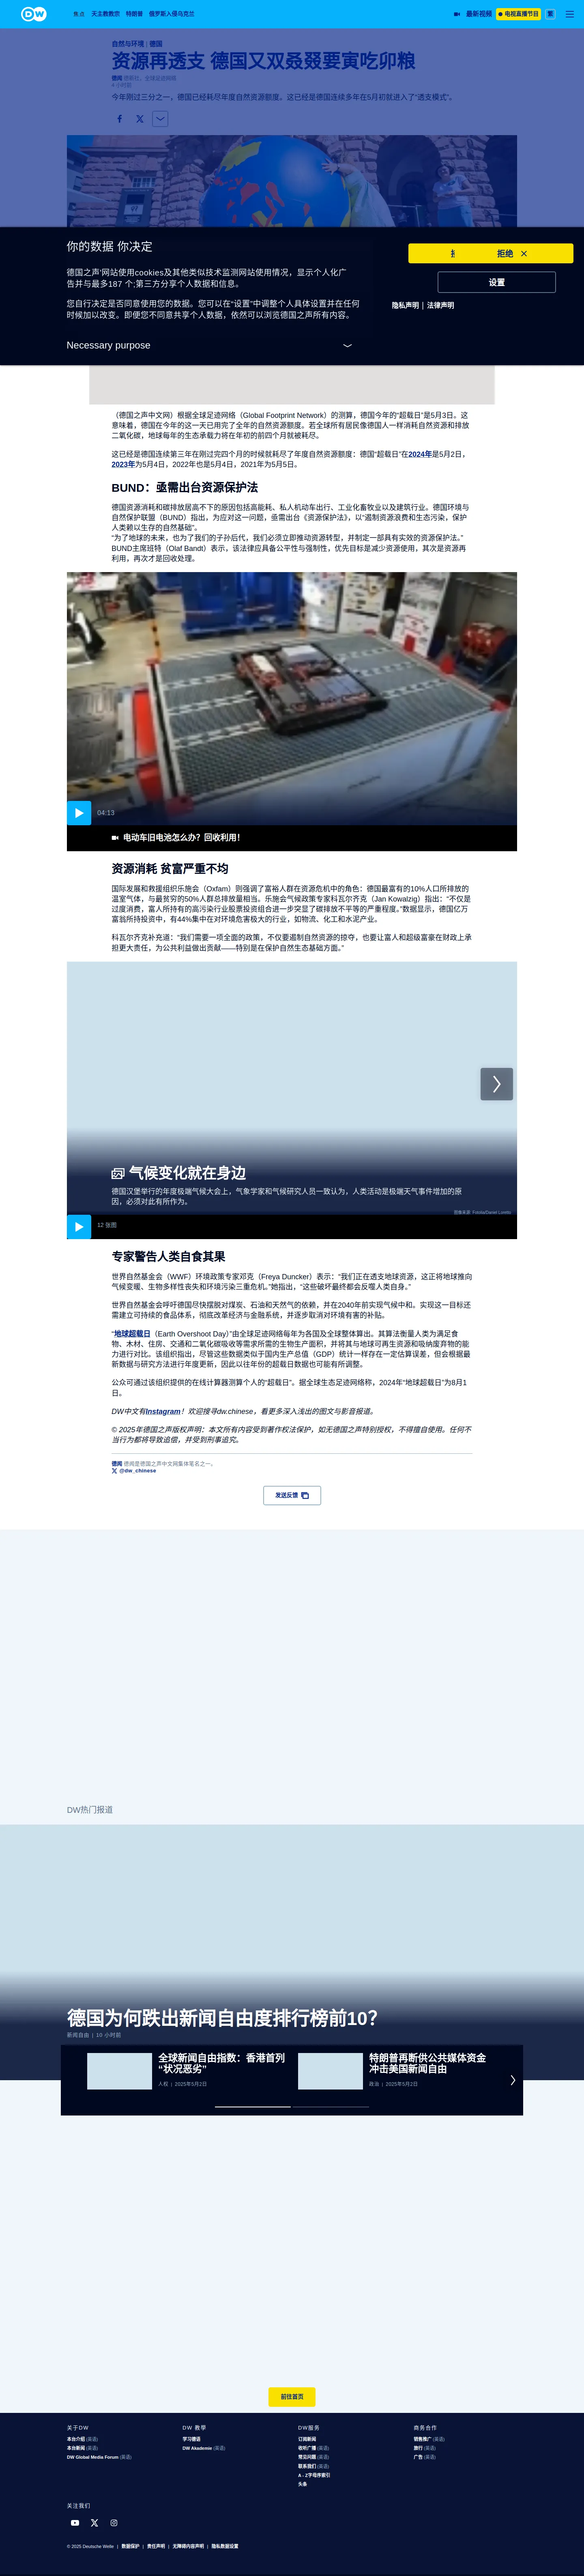 DW
焦点 天主教教宗 特朗普 俄罗斯入侵乌克兰
最新视频 电视直播节目 繁
自然与环境 | 德国
资源再透支 德国又双叒叕要寅吃卯粮
今年刚过三分之一，德国已经耗尽年度自然资源额度。这已经是德国连续多年在5月初就进入了“透支模式”。
你的数据 你决定
拒绝
德国之声'网站使用cookies及其他类似技术监测网站使用情况，显示个人化广
告并与最多187 个;第三方分享个人数据和信息。
设置
您自行决定是否同意使用您的数据。您可以在“设置”中调整个人具体设置并在任何
时候加以改变。即便您不同意共享个人数据，依然可以浏览德国之声所有内容。
隐私声明 | 法律声明
Necessary purpose
（德国之声中文网）根据全球足迹网络（Global Footprint Network）的测算，德国今年的“超载日”是5月3日。这
意味着，德国在今年的这一天已用完了全年的自然资源额度。若全球所有居民像德国人一样消耗自然资源和排放
二氧化碳，地球每年的生态承载力将在年初的前四个月就被耗尽。
这已经是德国连续第三年在刚过完四个月的时候就耗尽了年度自然资源额度：德国“超载日”在2024年是5月2日，
2023年为5月4日，2022年也是5月4日，2021年为5月5日。
BUND：亟需出台资源保护法
德国资源消耗和碳排放居高不下的原因包括高能耗、私人机动车出行、工业化畜牧业以及建筑行业。德国环境与
自然保护联盟（BUND）指出，为应对这一问题，亟需出台《资源保护法》，以“遏制资源浪费和生态污染，保护
人类赖以生存的自然基础”。
“为了地球的未来，也为了我们的子孙后代，我们必须立即推动资源转型，并制定一部具有实效的资源保护法。”
BUND主席班特（Olaf Bandt）表示，该法律应具备公平性与强制性，优先目标是减少资源使用，其次是资源再
利用，再次才是回收处理。
04:13
电动车旧电池怎么办？回收利用！
资源消耗 贫富严重不均
国际发展和救援组织乐施会（Oxfam）则强调了富裕人群在资源危机中的角色：德国最富有的10%人口所排放的
温室气体，与最贫穷的50%人群总排放量相当。乐施会气候政策专家科瓦尔齐克（Jan Kowalzig）指出：“不仅是
过度消费，富人所持有的高污染行业股票投资组合进一步突显了碳排放不平等的严重程度。”数据显示，德国亿万
富翁所持投资中，有44%集中在对环境危害极大的行业，如物流、化工和水泥产业。
科瓦尔齐克补充道：“我们需要一项全面的政策，不仅要遏制自然资源的掠夺，也要让富人和超级富豪在财政上承
担更大责任，为公共利益做出贡献——特别是在保护自然生态基础方面。”
气候变化就在身边
德国汉堡举行的年度极端气候大会上，气象学家和气候研究人员一致认为，人类活动是极端天气事件增加的原
因，必须对此有所作为。
12 张图
专家警告人类自食其果
世界自然基金会（WWF）环境政策专家邓克（Freya Duncker）表示：“我们正在透支地球资源，这正将地球推向
气候变暖、生物多样性丧失和环境污染三重危机。”她指出，“这些破坏最终都会反噬人类自身。”
世界自然基金会呼吁德国尽快摆脱对煤炭、石油和天然气的依赖，并在2040年前实现气候中和。实现这一目标还
需建立可持续的食品体系，彻底改革经济与金融系统，并逐步取消对环境有害的补贴。
“地球超载日（Earth Overshoot Day）”由全球足迹网络每年为各国及全球整体算出。其算法衡量人类为满足食
物、木材、住房、交通和二氧化碳吸收等需求所需的生物生产面积，并将其与地球可再生资源和吸纳废弃物的能
力进行对比。该组织指出，尽管这些数据类似于国内生产总值（GDP）统计一样存在一定估算误差，但会根据最
新数据与研究方法进行年度更新，因此以往年份的超载日数据也可能有所调整。
公众可通过该组织提供的在线计算器测算个人的“超载日”。据全球生态足迹网络称，2024年“地球超载日”为8月1
日。
DW中文有Instagram！欢迎搜寻dw.chinese，看更多深入浅出的图文与影音报道。
© 2025年德国之声版权声明：本文所有内容受到著作权法保护，如无德国之声特别授权，不得擅自使用。任何不
当行为都将导致追偿，并受到刑事追究。
德闻 德闻是德国之声中文网集体笔名之一。
@dw_chinese
发送反馈
DW热门报道
德国为何跌出新闻自由度排行榜前10？
新闻自由 | 10 小时前
全球新闻自由指数：香港首列
“状况恶劣”
人权 | 2025年5月2日
特朗普再断供公共媒体资金
冲击美国新闻自由
政治 | 2025年5月2日
前往首页
关于DW
本台介绍 (英语)
本台新闻 (英语)
DW Global Media Forum (英语)
DW 教學
学习德语
DW Akademie (英语)
DW服务
订阅新闻
收听广播 (英语)
常见问题 (英语)
联系我们 (英语)
A - Z字母序索引
头条
商务合作
销售推广 (英语)
旅行 (英语)
广告 (英语)
关注我们
© 2025 Deutsche Welle | 数据保护 | 责任声明 | 无障碍内容声明 | 隐私数据设置